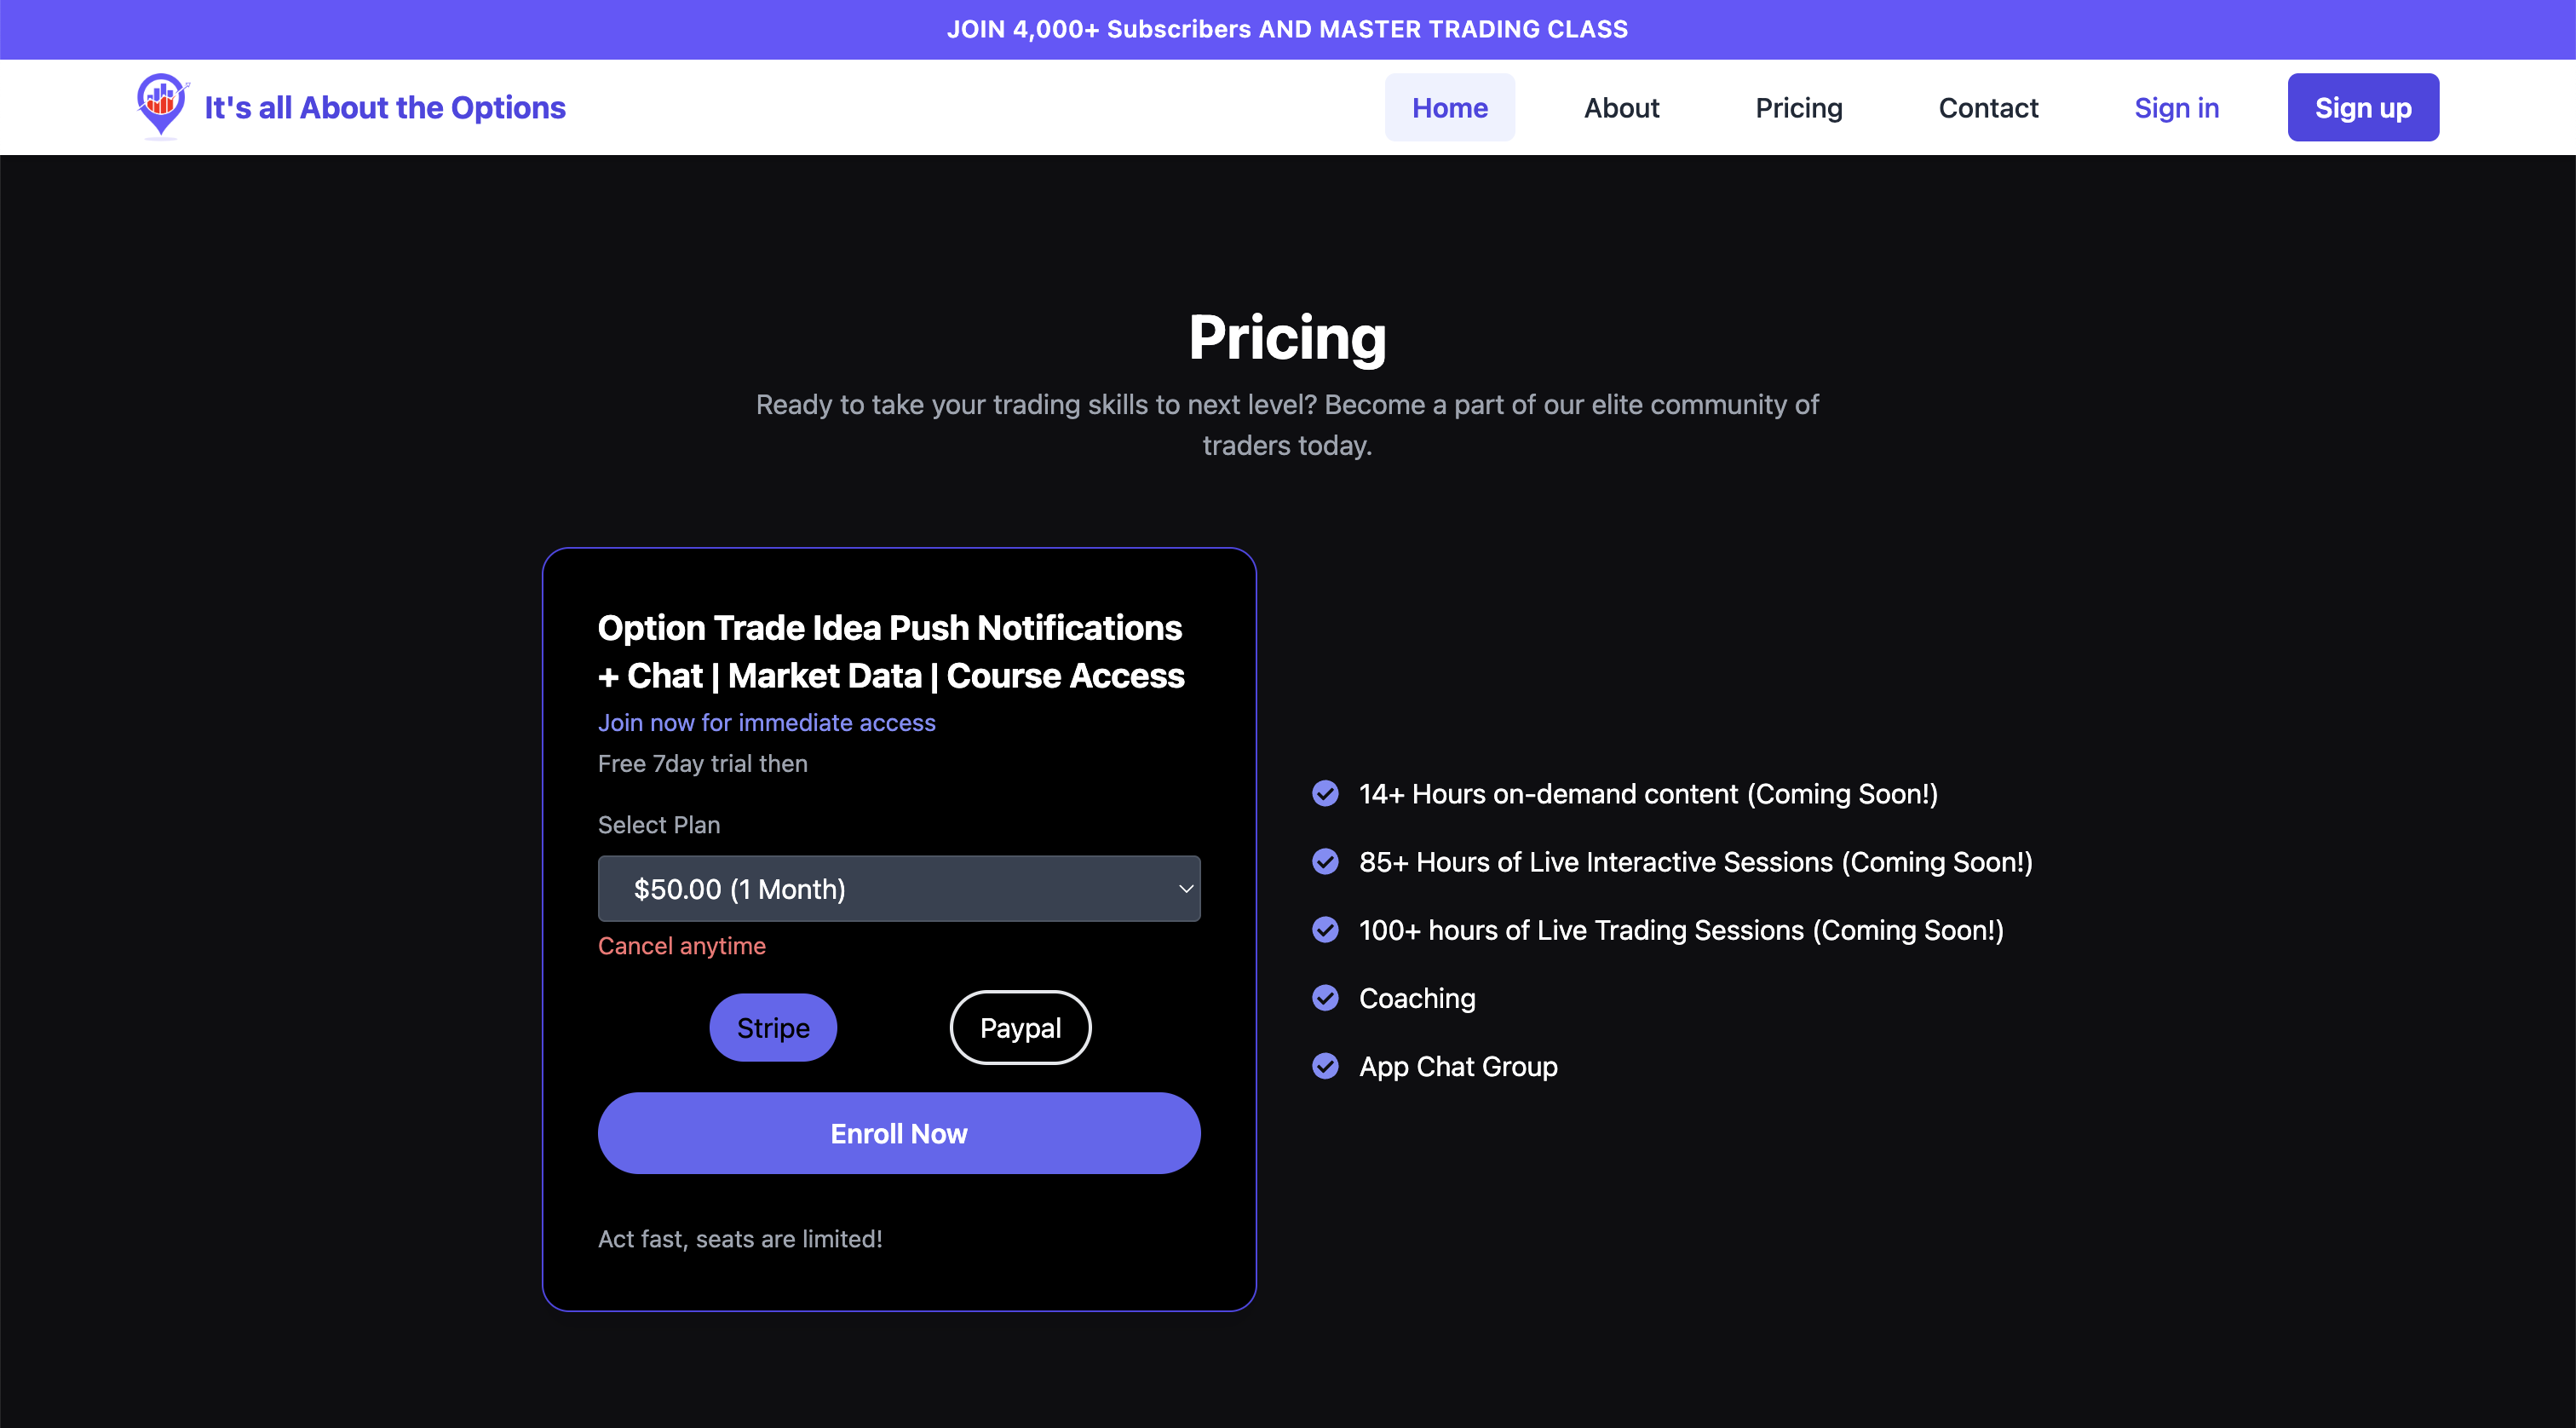 JOIN 4,000+ Subscribers AND MASTER TRADING CLASS
It's all About the Options
Home
About
Pricing
Contact
Sign in
Sign up
Pricing
Ready to take your trading skills to next level? Become a part of our elite community of
traders today.
Option Trade Idea Push Notifications
+ Chat | Market Data | Course Access
Join now for immediate access
Free 7day trial then
Select Plan
$50.00 (1 Month)
Cancel anytime
Stripe
Paypal
Enroll Now
Act fast, seats are limited!
14+ Hours on-demand content (Coming Soon!)
85+ Hours of Live Interactive Sessions (Coming Soon!)
100+ hours of Live Trading Sessions (Coming Soon!)
Coaching
App Chat Group